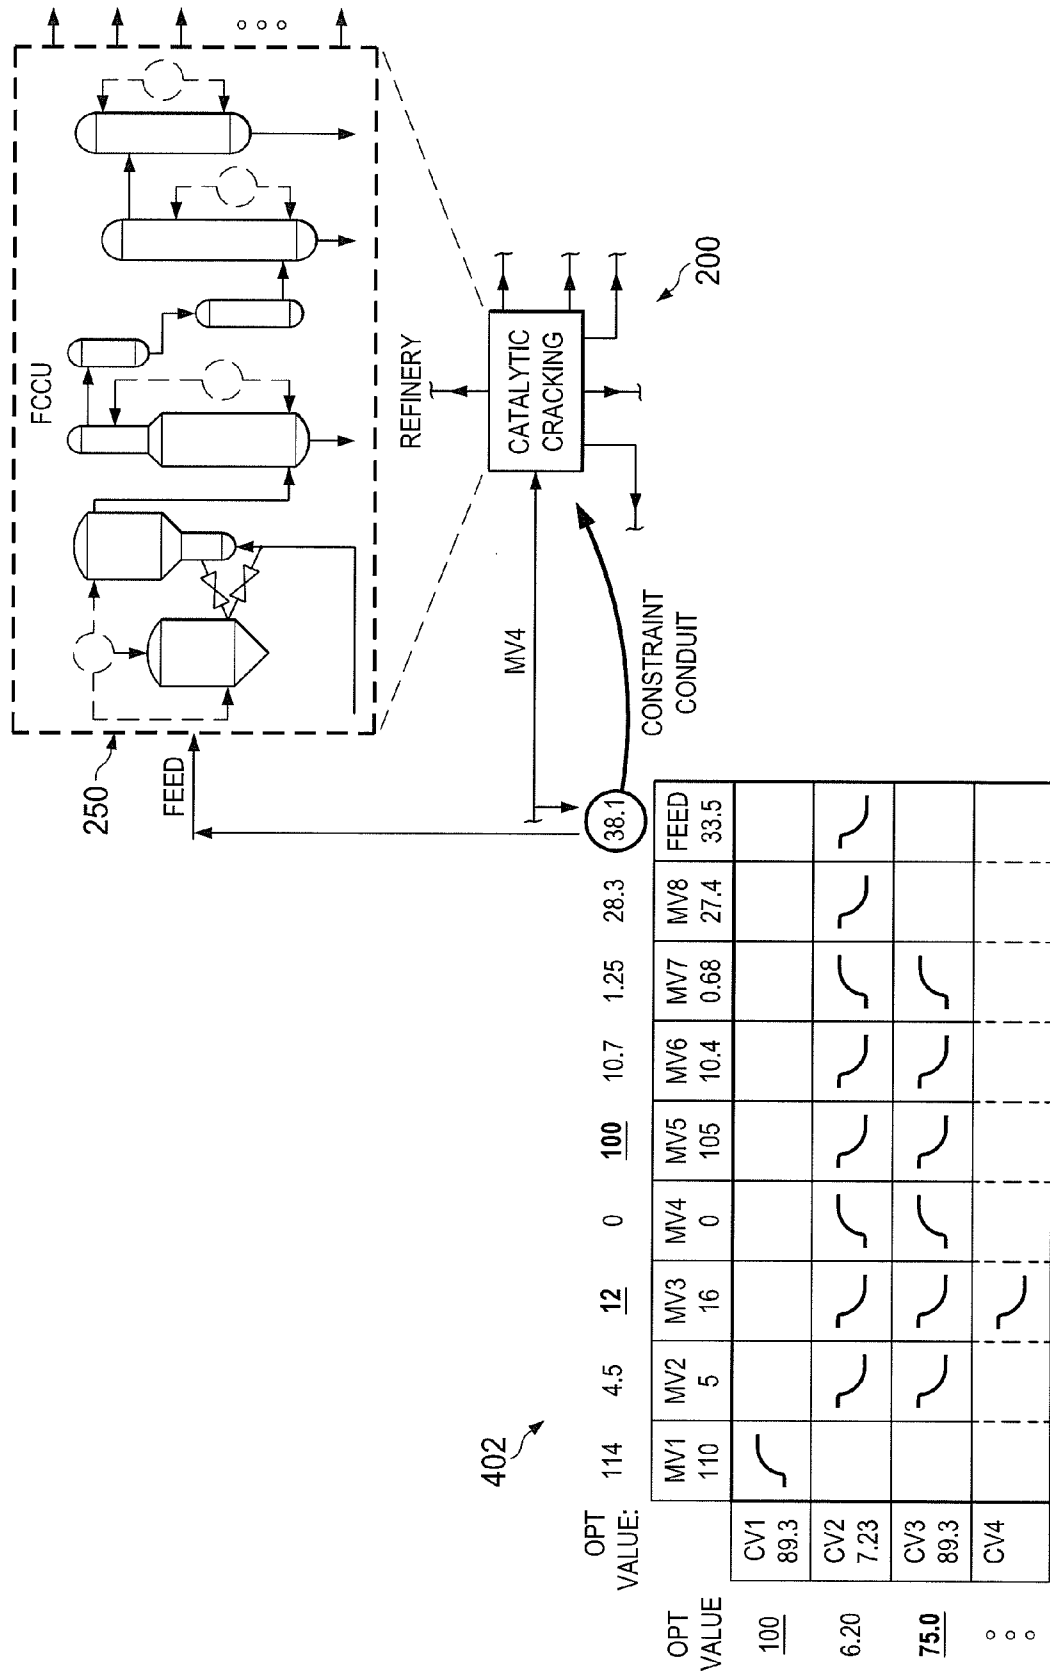 FCCU
250
FEED
REFINERY
CATALYTIC
CRACKING
200
MV4
CONSTRAINT
CONDUIT
402
OPT
VALUE:
114
4.5
12
0
100
10.7
1.25
28.3
38.1
MV1 MV2 MV3 MV4 MV5 MV6 MV7 MV8 FEED
110 5 16 0 105 10.4 0.68 27.4 33.5
OPT
VALUE
100
CV1
89.3
6.20
CV2
7.23
75.0
CV3
89.3
CV4